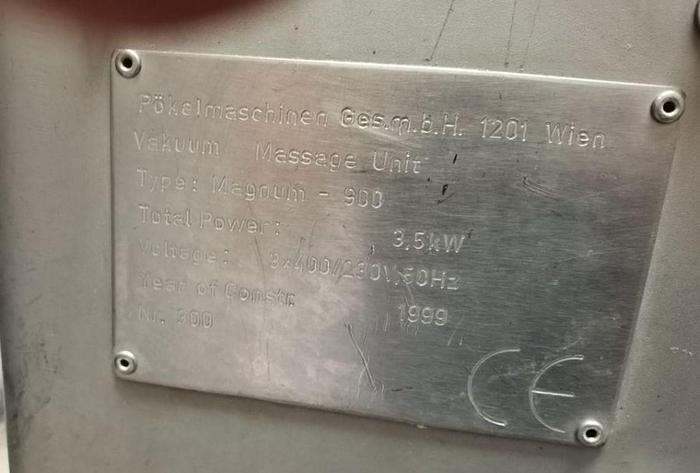 Pökelmaschinen Ges.m.b.H. 1201 Wien
Vakuum Massage Unit
Type: Magnum - 900
Total Power: 3,5kW
Voltage: 3x400/230V,50Hz
Year of Constr. 1999
Nr. 300
CE